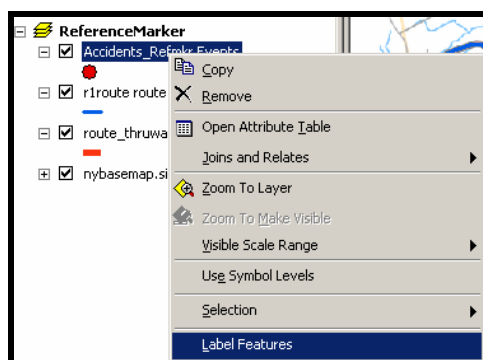 ReferenceMarker
Accidents_Refmkr Events
Copy
r1route route
Remove
Open Attribute Table
route_thruwa
Joins and Relates
nybasemap.si
Zoom To Layer
Zoom To Make Visible
Visible Scale Range
Use Symbol Levels
Selection
Label Features